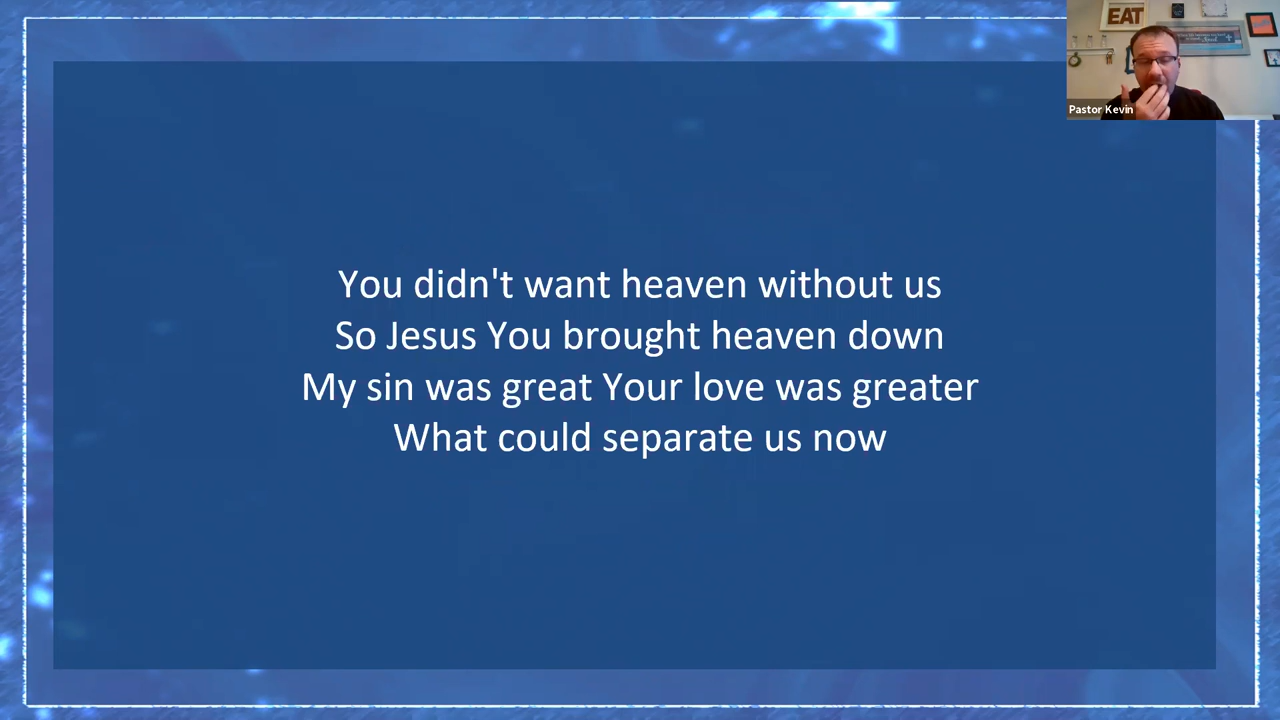 EAT
Pastor Kevin
You didn't want heaven without us
So Jesus You brought heaven down
My sin was great Your love was greater
What could separate us now